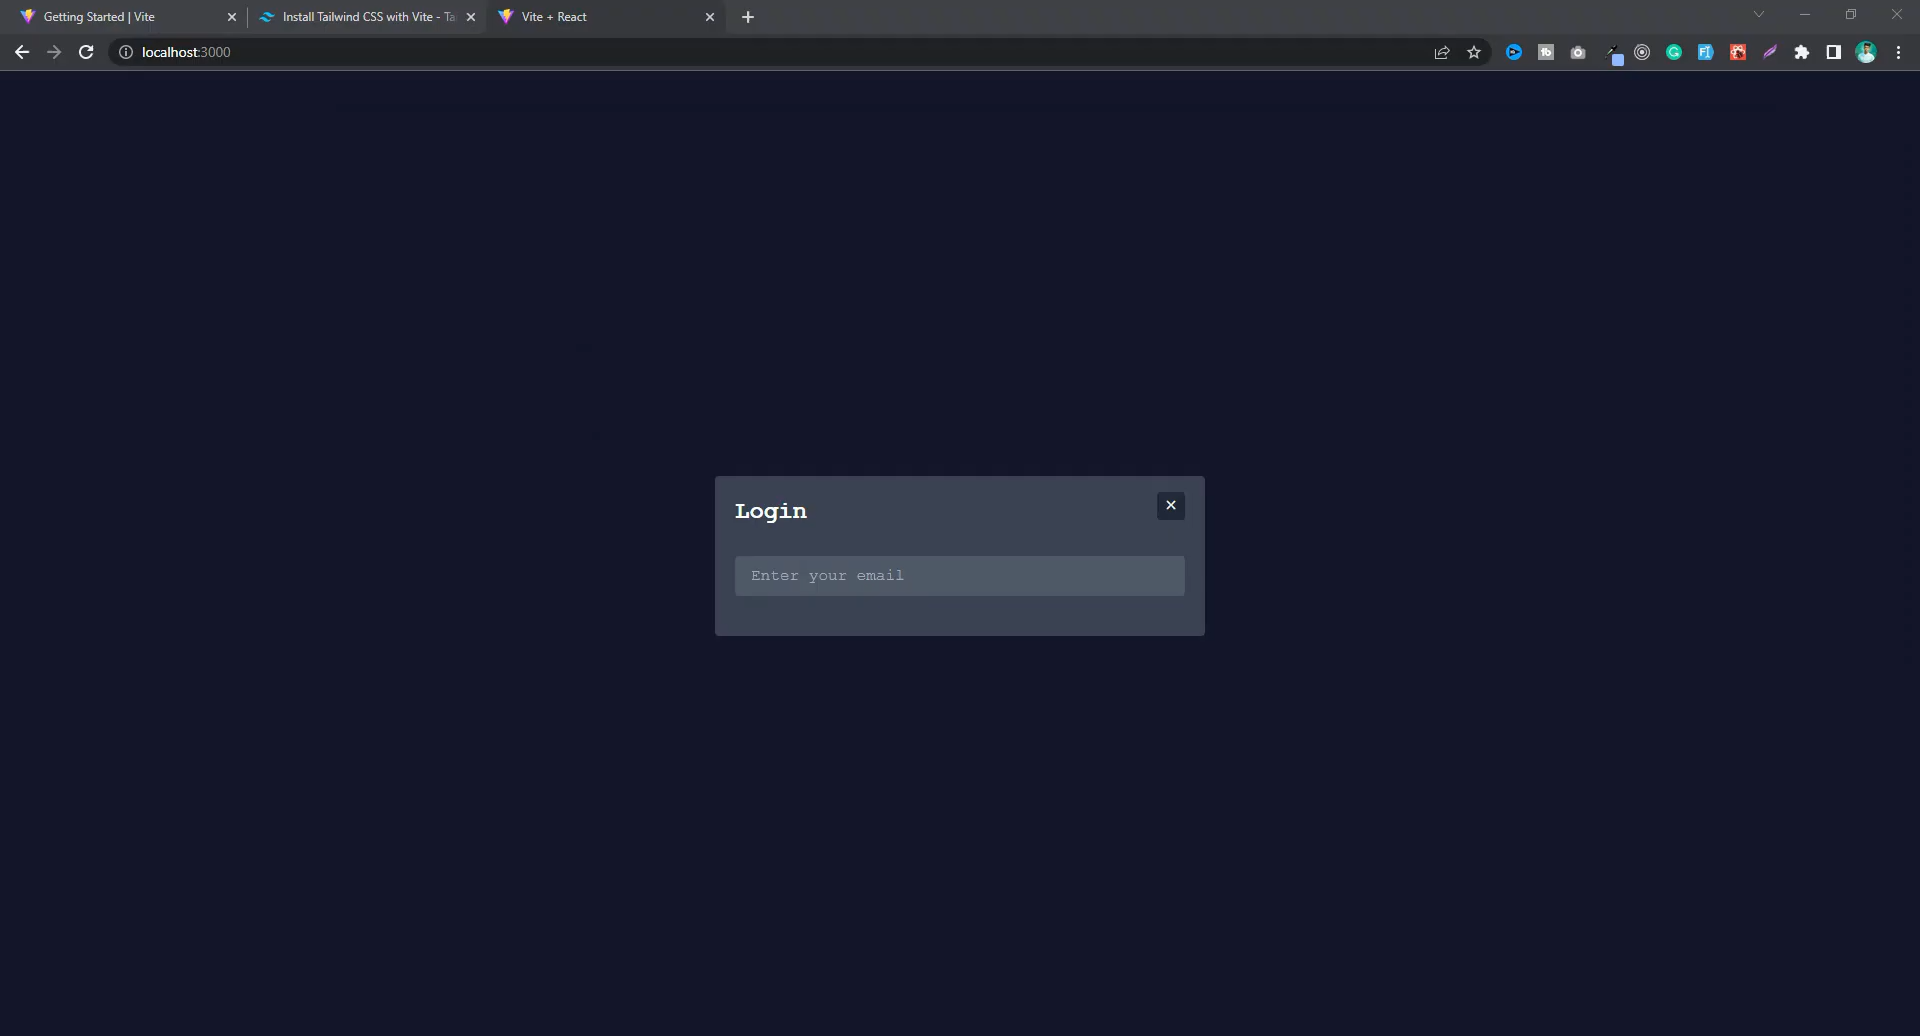 Getting Started | Vite
Install Tailwind CSS with Vite - Ta
Vite + React
localhost:3000
Login
Enter your email